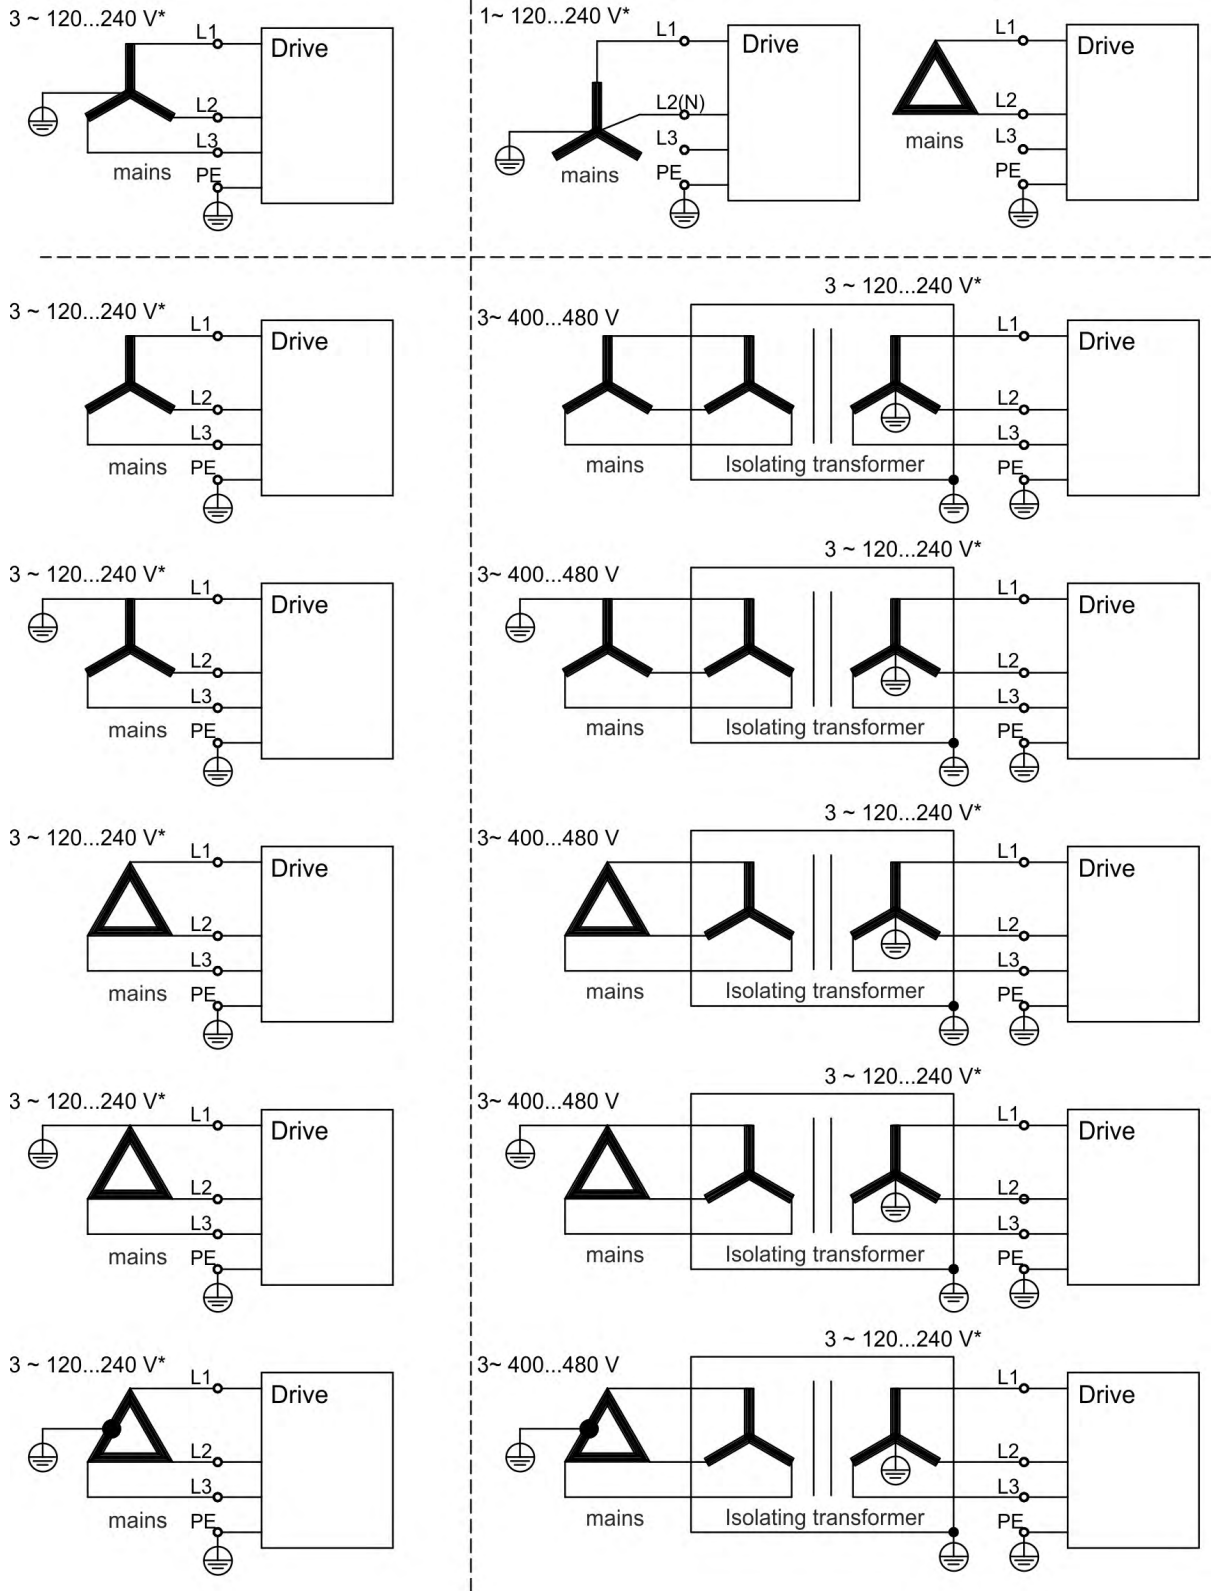 3 ~ 120...240 V*
L1
Drive
L2
L3
mains
PE
1~ 120...240 V*
L1
Drive
L2(N)
L3
mains
PE
L1
Drive
L2
mains
L3
PE
3 ~ 120...240 V*
L1
Drive
L2
L3
mains
PE
3 ~ 120...240 V*
3~ 400...480 V
L1
Drive
L2
L3
mains
Isolating transformer
PE
3 ~ 120...240 V*
L1
Drive
L2
L3
mains
PE
3 ~ 120...240 V*
3~ 400...480 V
L1
Drive
L2
L3
mains
Isolating transformer
PE
3 ~ 120...240 V*
L1
Drive
L2
L3
mains
PE
3 ~ 120...240 V*
3~ 400...480 V
L1
Drive
L2
L3
mains
Isolating transformer
PE
3 ~ 120...240 V*
L1
Drive
L2
L3
mains
PE
3 ~ 120...240 V*
3~ 400...480 V
L1
Drive
L2
L3
mains
Isolating transformer
PE
3 ~ 120...240 V*
L1
Drive
L2
L3
mains
PE
3 ~ 120...240 V*
3~ 400...480 V
L1
Drive
L2
L3
mains
Isolating transformer
PE